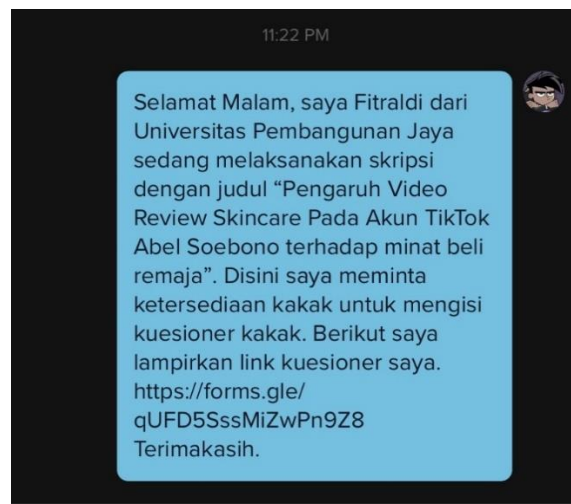 11:22 PM
Selamat Malam, saya Fitraldi dari
Universitas Pembangunan Jaya
sedang melaksanakan skripsi
dengan judul “Pengaruh Video
Review Skincare Pada Akun TikTok
Abel Soebono terhadap minat beli
remaja”. Disini saya meminta
ketersediaan kakak untuk mengisi
kuesioner kakak. Berikut saya
lampirkan link kuesioner saya.
https://forms.gle/
qUFD5SssMiZwPn9Z8
Terimakasih.